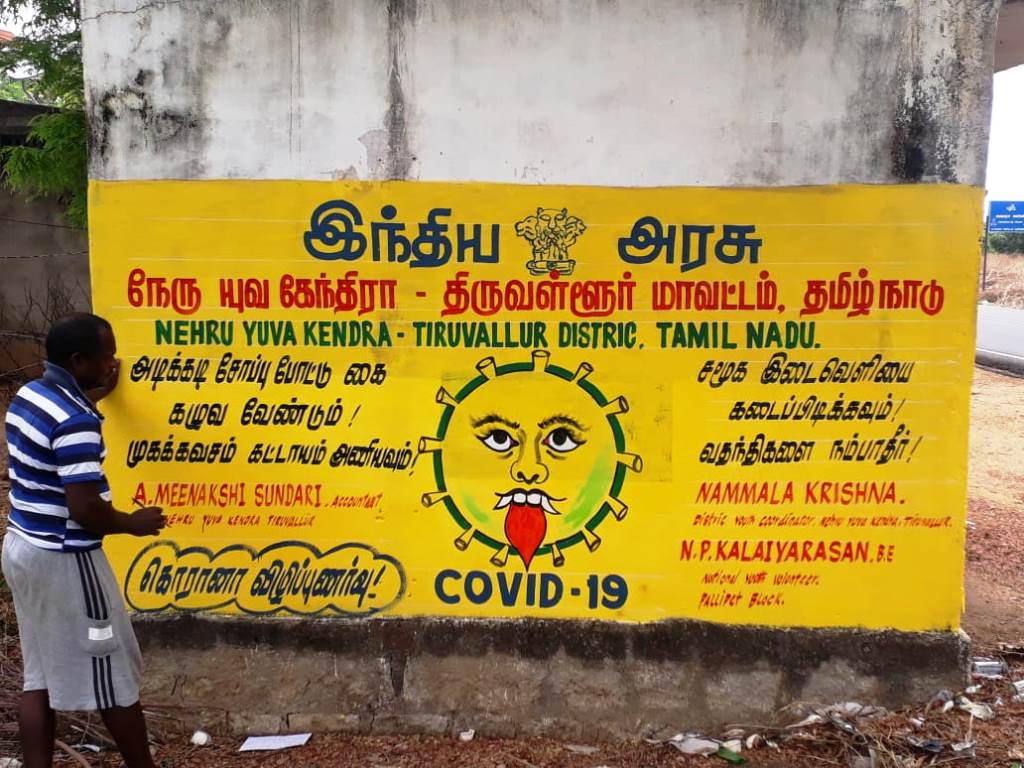 இந்திய அரசு
நேரு யுவ கேந்திரா - திருவள்ளூர் மாவட்டம், தமிழ்நாடு
NEHRU YUVA KENDRA - TIRUVALLUR DISTRIC, TAMIL NADU.
அடிக்கடி சோப்பு போட்டு கை
கழுவ வேண்டும்!
முகக்கவசம் கட்டாயம் அணியவும்!
A. MEENAKSHI SUNDARI, ACCOUNTANT,
NEHRU YUVA KENDRA TIRUVALLUR
கொரானா விழிப்புணர்வு!
COVID-19
சமூக இடைவெளியை
கடைப்பிடிக்கவும்!
வதந்திகளை நம்பாதீர்!
NAMMALA KRISHNA.
District youth coordinator, Nehru Yuva Kendra, Tiruvallur.
N.P. KALAIYARASAN, B.E
National youth volunteer.
Pallipet Block.